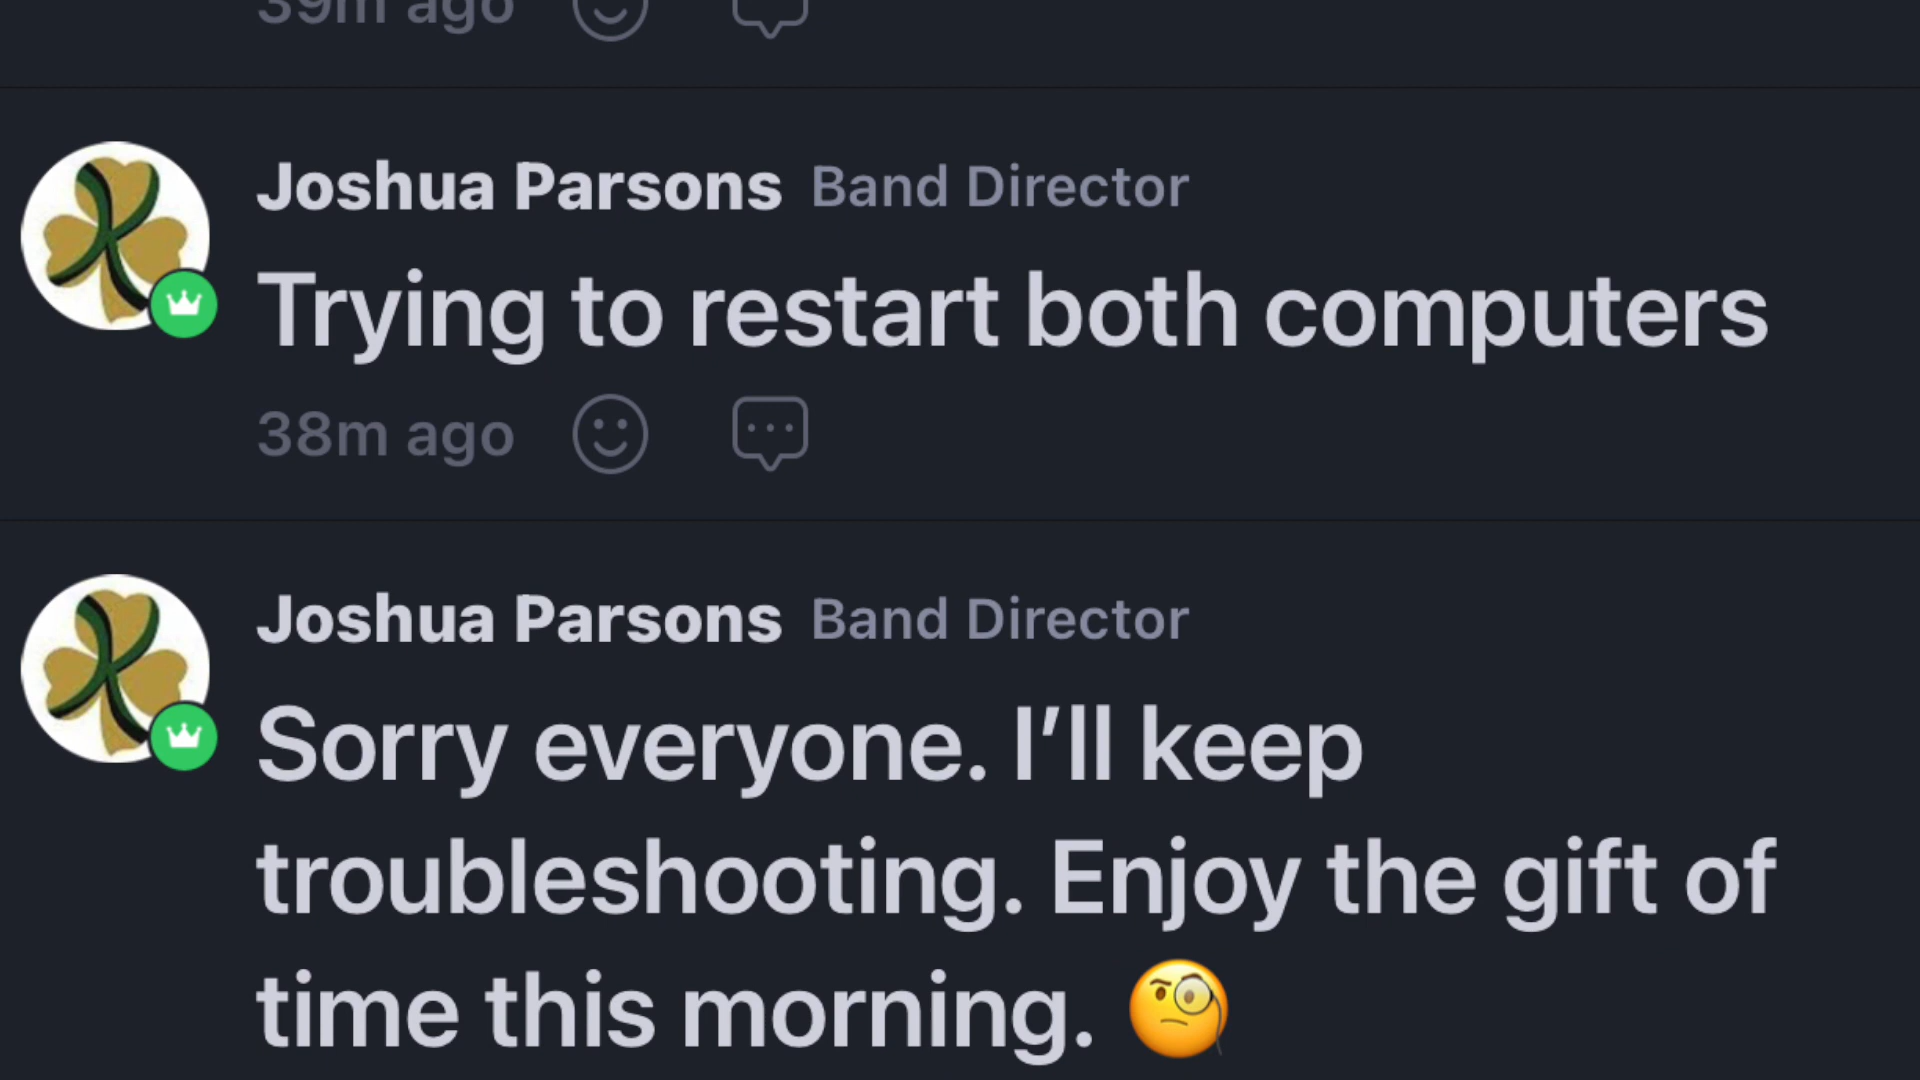 39m ago
Joshua Parsons Band Director
Trying to restart both computers
38m ago
Joshua Parsons Band Director
Sorry everyone. I’ll keep
troubleshooting. Enjoy the gift of
time this morning. 🧐